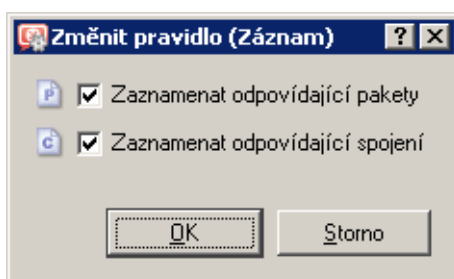 Změnit pravidlo (Záznam)
P Zaznamenat odpovídající pakety
C Zaznamenat odpovídající spojení
OK Storno